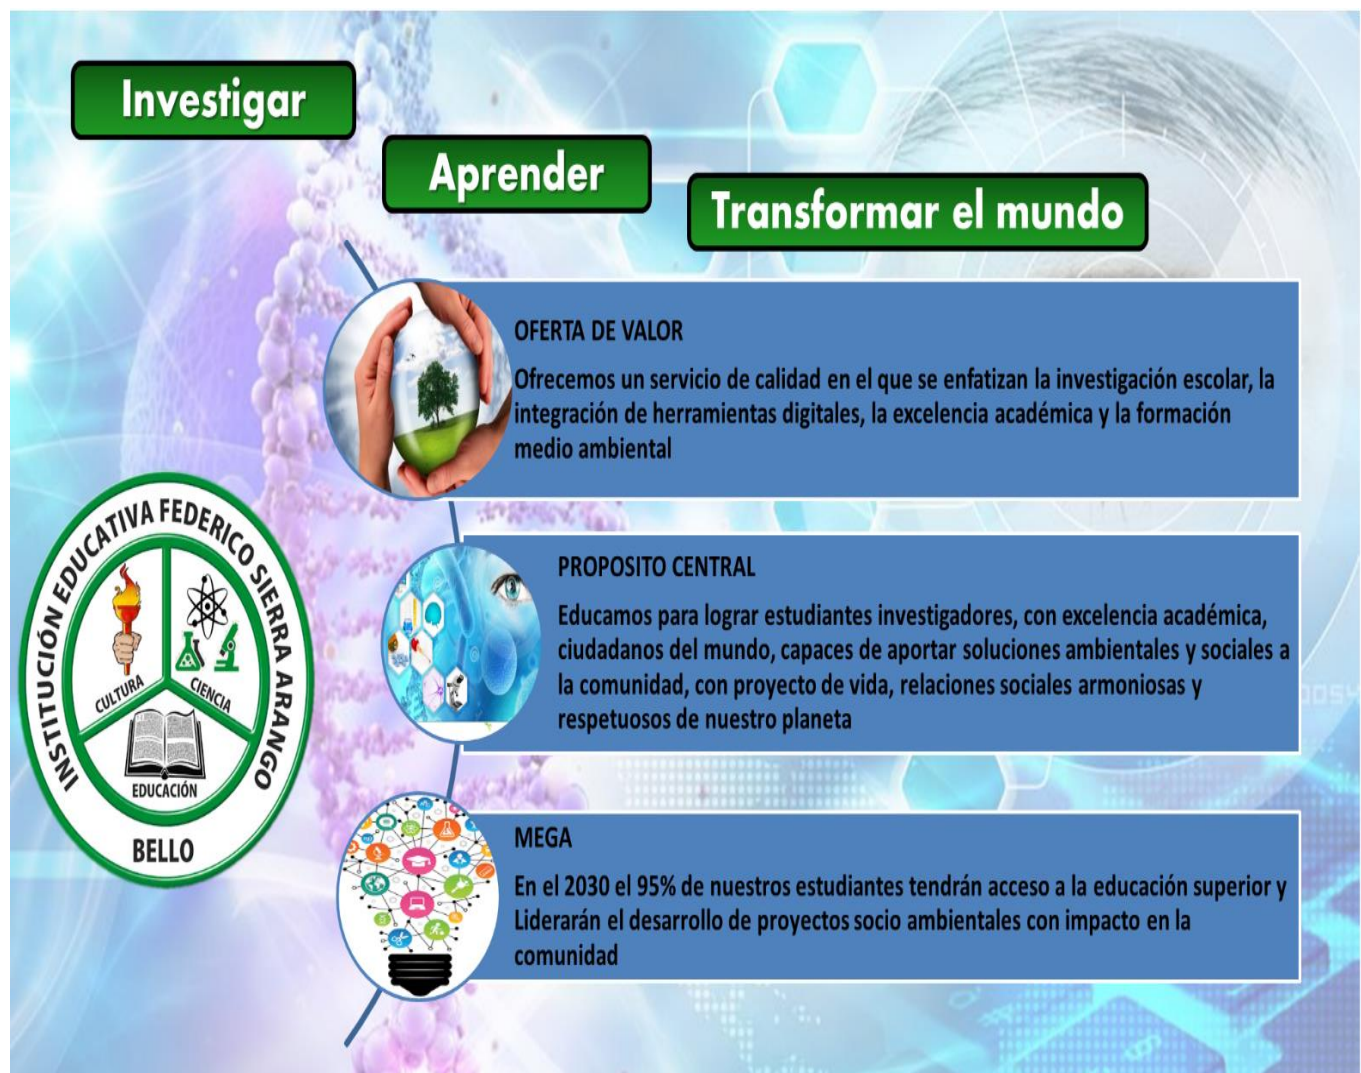 Investigar
Aprender
Transformar el mundo
OFERTA DE VALOR
Ofrecemos un servicio de calidad en el que se enfatizan la investigación escolar, la
integración de herramientas digitales, la excelencia académica y la formación
medio ambiental
INSTITUCIÓN EDUCATIVA FEDERICO SIERRA ARANGO
CULTURA
CIENCIA
EDUCACIÓN
BELLO
PROPOSITO CENTRAL
Educamos para lograr estudiantes investigadores, con excelencia académica,
ciudadanos del mundo, capaces de aportar soluciones ambientales y sociales a
la comunidad, con proyecto de vida, relaciones sociales armoniosas y
respetuosos de nuestro planeta
MEGA
En el 2030 el 95% de nuestros estudiantes tendrán acceso a la educación superior y
Liderarán el desarrollo de proyectos socio ambientales con impacto en la
comunidad